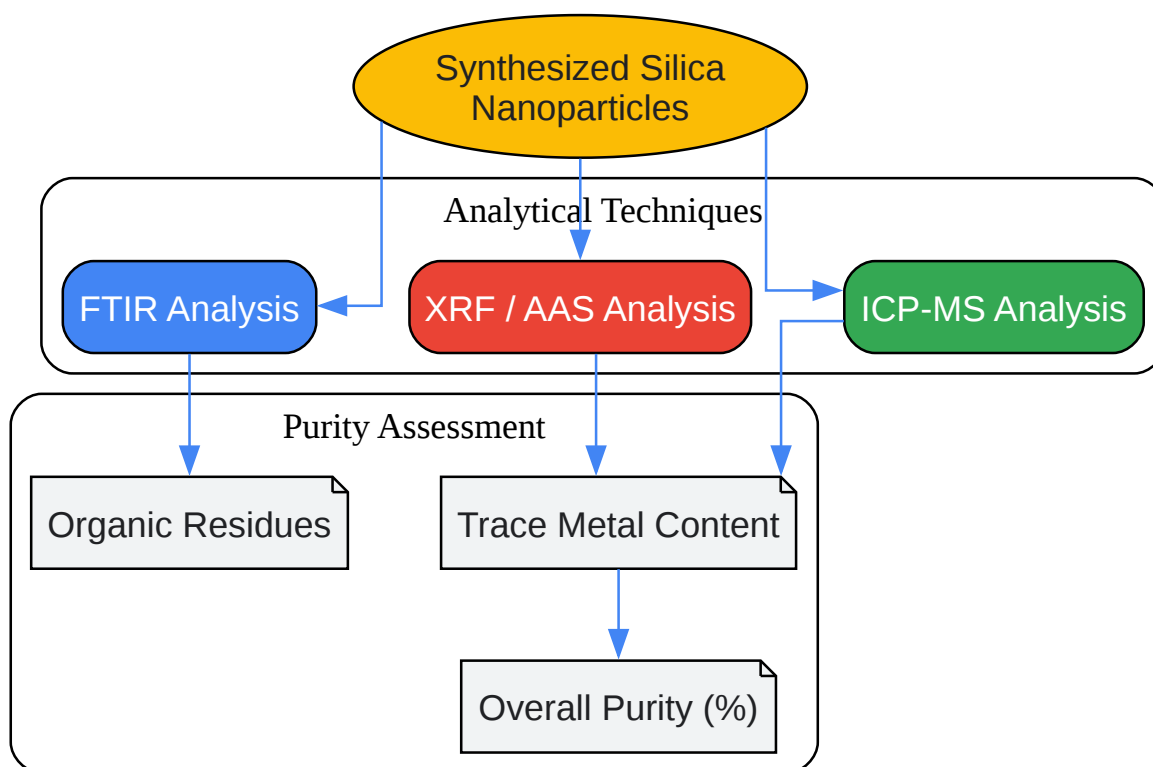 Synthesized Silica
Nanoparticles
Analytical Techniques
FTIR Analysis
XRF / AAS Analysis
ICP-MS Analysis
Purity Assessment
Organic Residues
Trace Metal Content
Overall Purity (%)